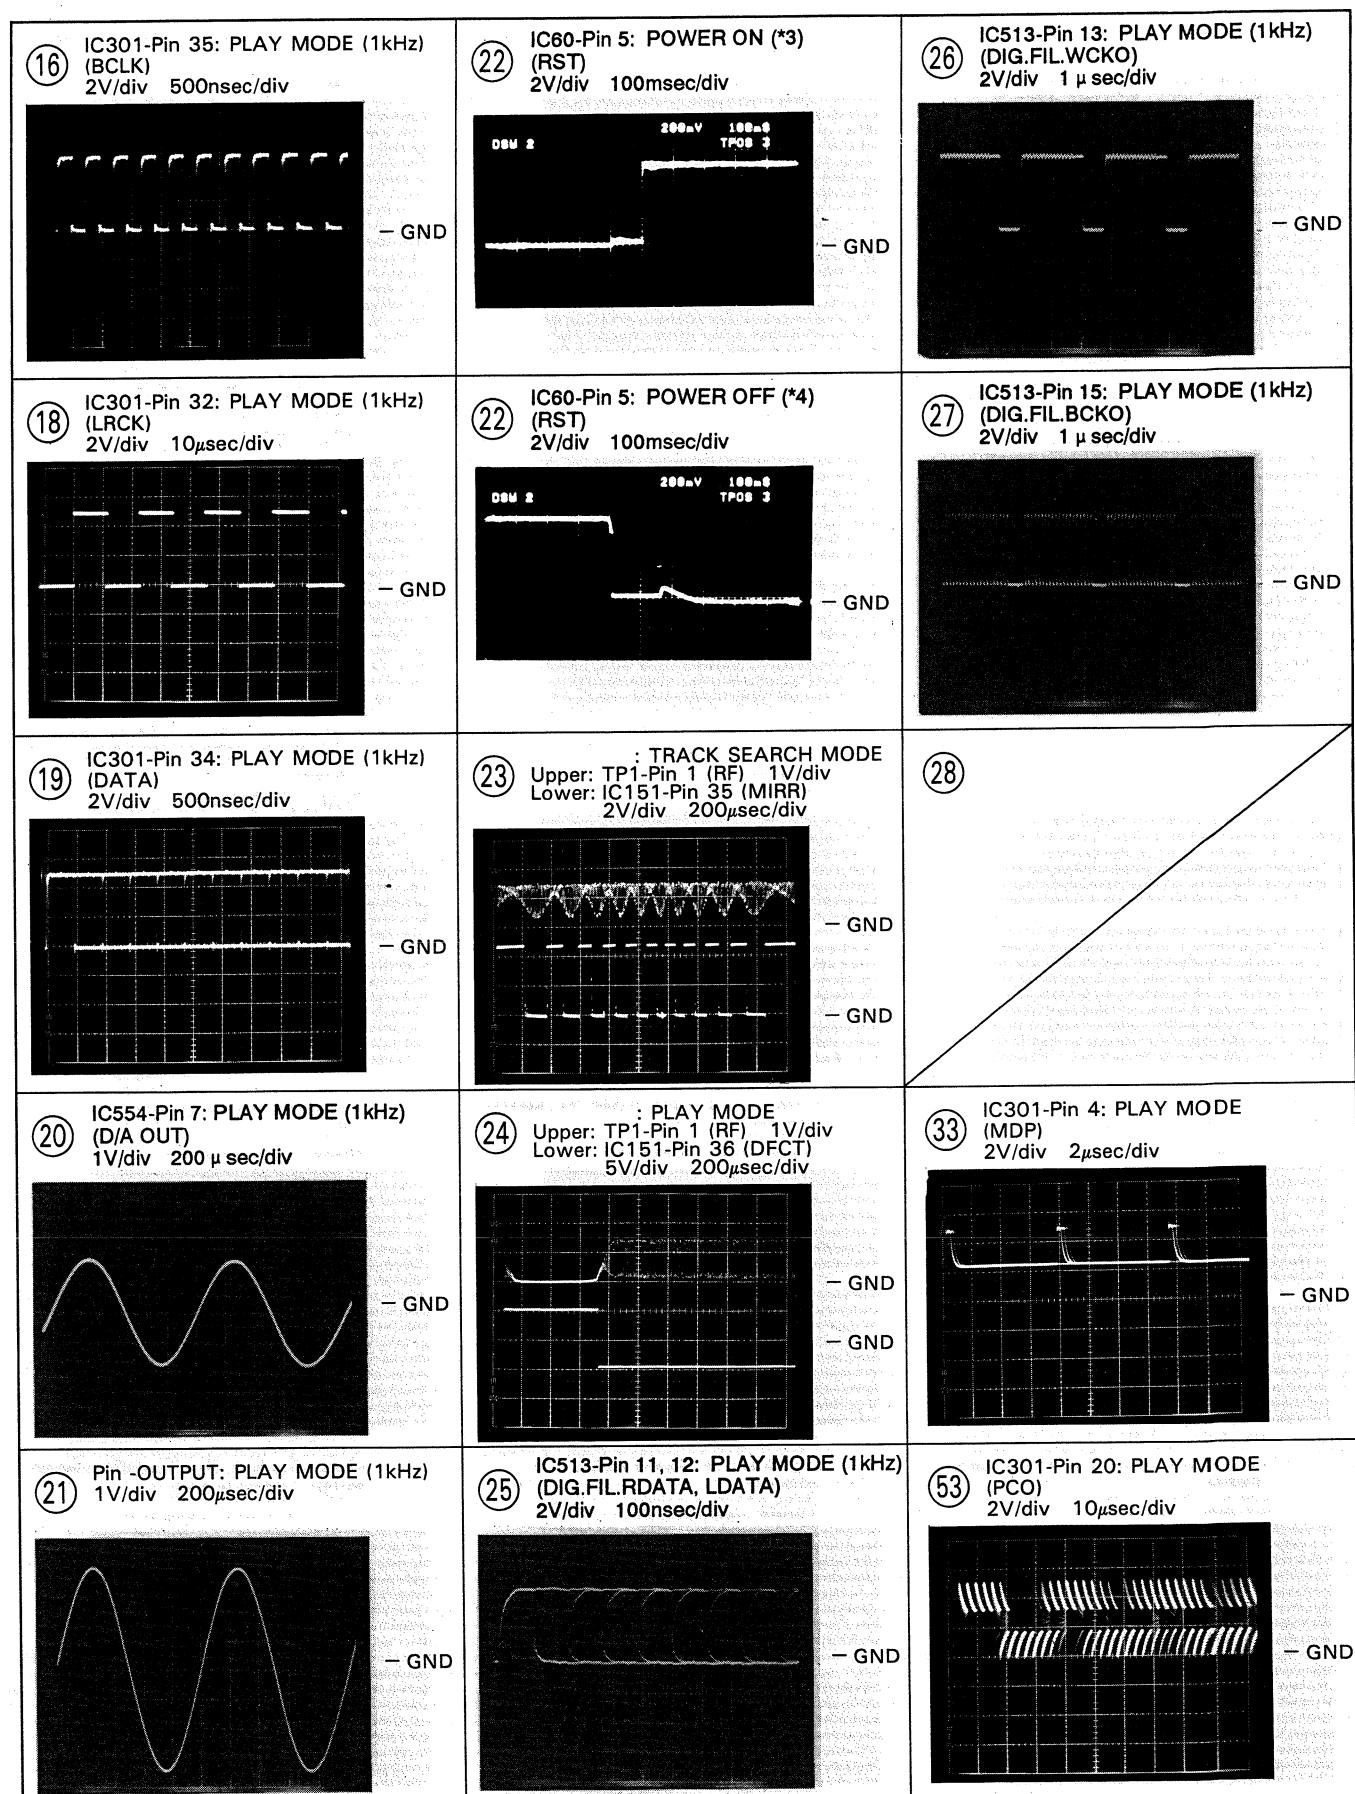 16
IC301-Pin 35: PLAY MODE (1kHz)
(BCLK)
2V/div 500nsec/div
– GND
22
IC60-Pin 5: POWER ON (*3)
(RST)
2V/div 100msec/div
200mV 100mS
DSW 2 TPOS 3
– GND
26
IC513-Pin 13: PLAY MODE (1kHz)
(DIG.FIL.WCKO)
2V/div 1 μ sec/div
– GND
18
IC301-Pin 32: PLAY MODE (1kHz)
(LRCK)
2V/div 10μsec/div
– GND
22
IC60-Pin 5: POWER OFF (*4)
(RST)
2V/div 100msec/div
200mV 100mS
DSW 2 TPOS 3
– GND
27
IC513-Pin 15: PLAY MODE (1kHz)
(DIG.FIL.BCKO)
2V/div 1 μ sec/div
– GND
19
IC301-Pin 34: PLAY MODE (1kHz)
(DATA)
2V/div 500nsec/div
– GND
23
: TRACK SEARCH MODE
Upper: TP1-Pin 1 (RF) 1V/div
Lower: IC151-Pin 35 (MIRR)
2V/div 200μsec/div
– GND
– GND
28
20
IC554-Pin 7: PLAY MODE (1kHz)
(D/A OUT)
1V/div 200 μ sec/div
– GND
24
: PLAY MODE
Upper: TP1-Pin 1 (RF) 1V/div
Lower: IC151-Pin 36 (DFCT)
5V/div 200μsec/div
– GND
– GND
33
IC301-Pin 4: PLAY MODE
(MDP)
2V/div 2μsec/div
– GND
21
Pin -OUTPUT: PLAY MODE (1kHz)
1V/div 200μsec/div
– GND
25
IC513-Pin 11, 12: PLAY MODE (1kHz)
(DIG.FIL.RDATA, LDATA)
2V/div 100nsec/div
– GND
53
IC301-Pin 20: PLAY MODE
(PCO)
2V/div 10μsec/div
– GND